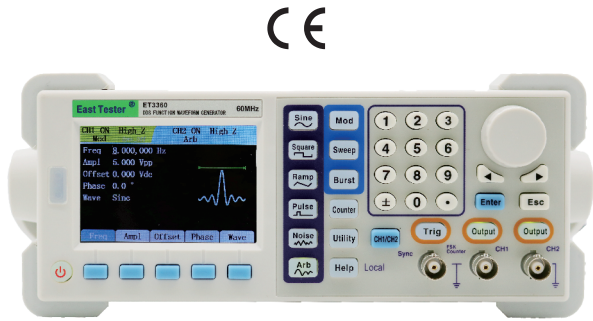 CE
East Tester ® ET3360 60MHz
DDS FUNCTION WAVEFORM GENERATOR
CH1 ON High Z CH2 ON High Z
Mod Arb
Freq 8.000,000 Hz
Ampl 5.000 Vpp
Offset 0.000 Vdc
Phase 0.0 °
Wave Sinc
Freq Ampl Offset Phase Wave
Sine Mod 1 2 3
Square Sweep 4 5 6
Ramp Burst 7 8 9
Pulse Counter ± 0 • Enter Esc
Noise Utility CH1/CH2 Trig Output Output
Arb Help Local Sync FSK Counter CH1 CH2